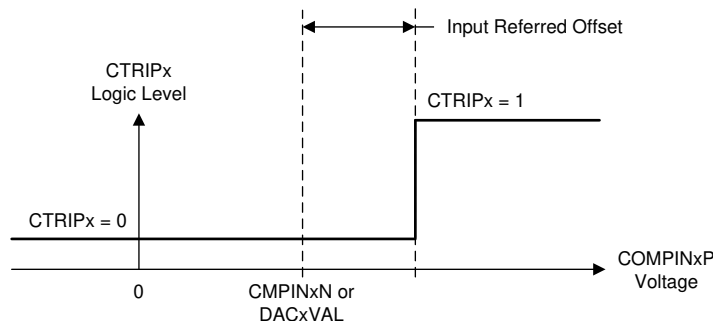 Input Referred Offset
CTRIPx
Logic Level
CTRIPx = 1
CTRIPx = 0
COMPINxP
Voltage
0
CMPINxN or
DACxVAL